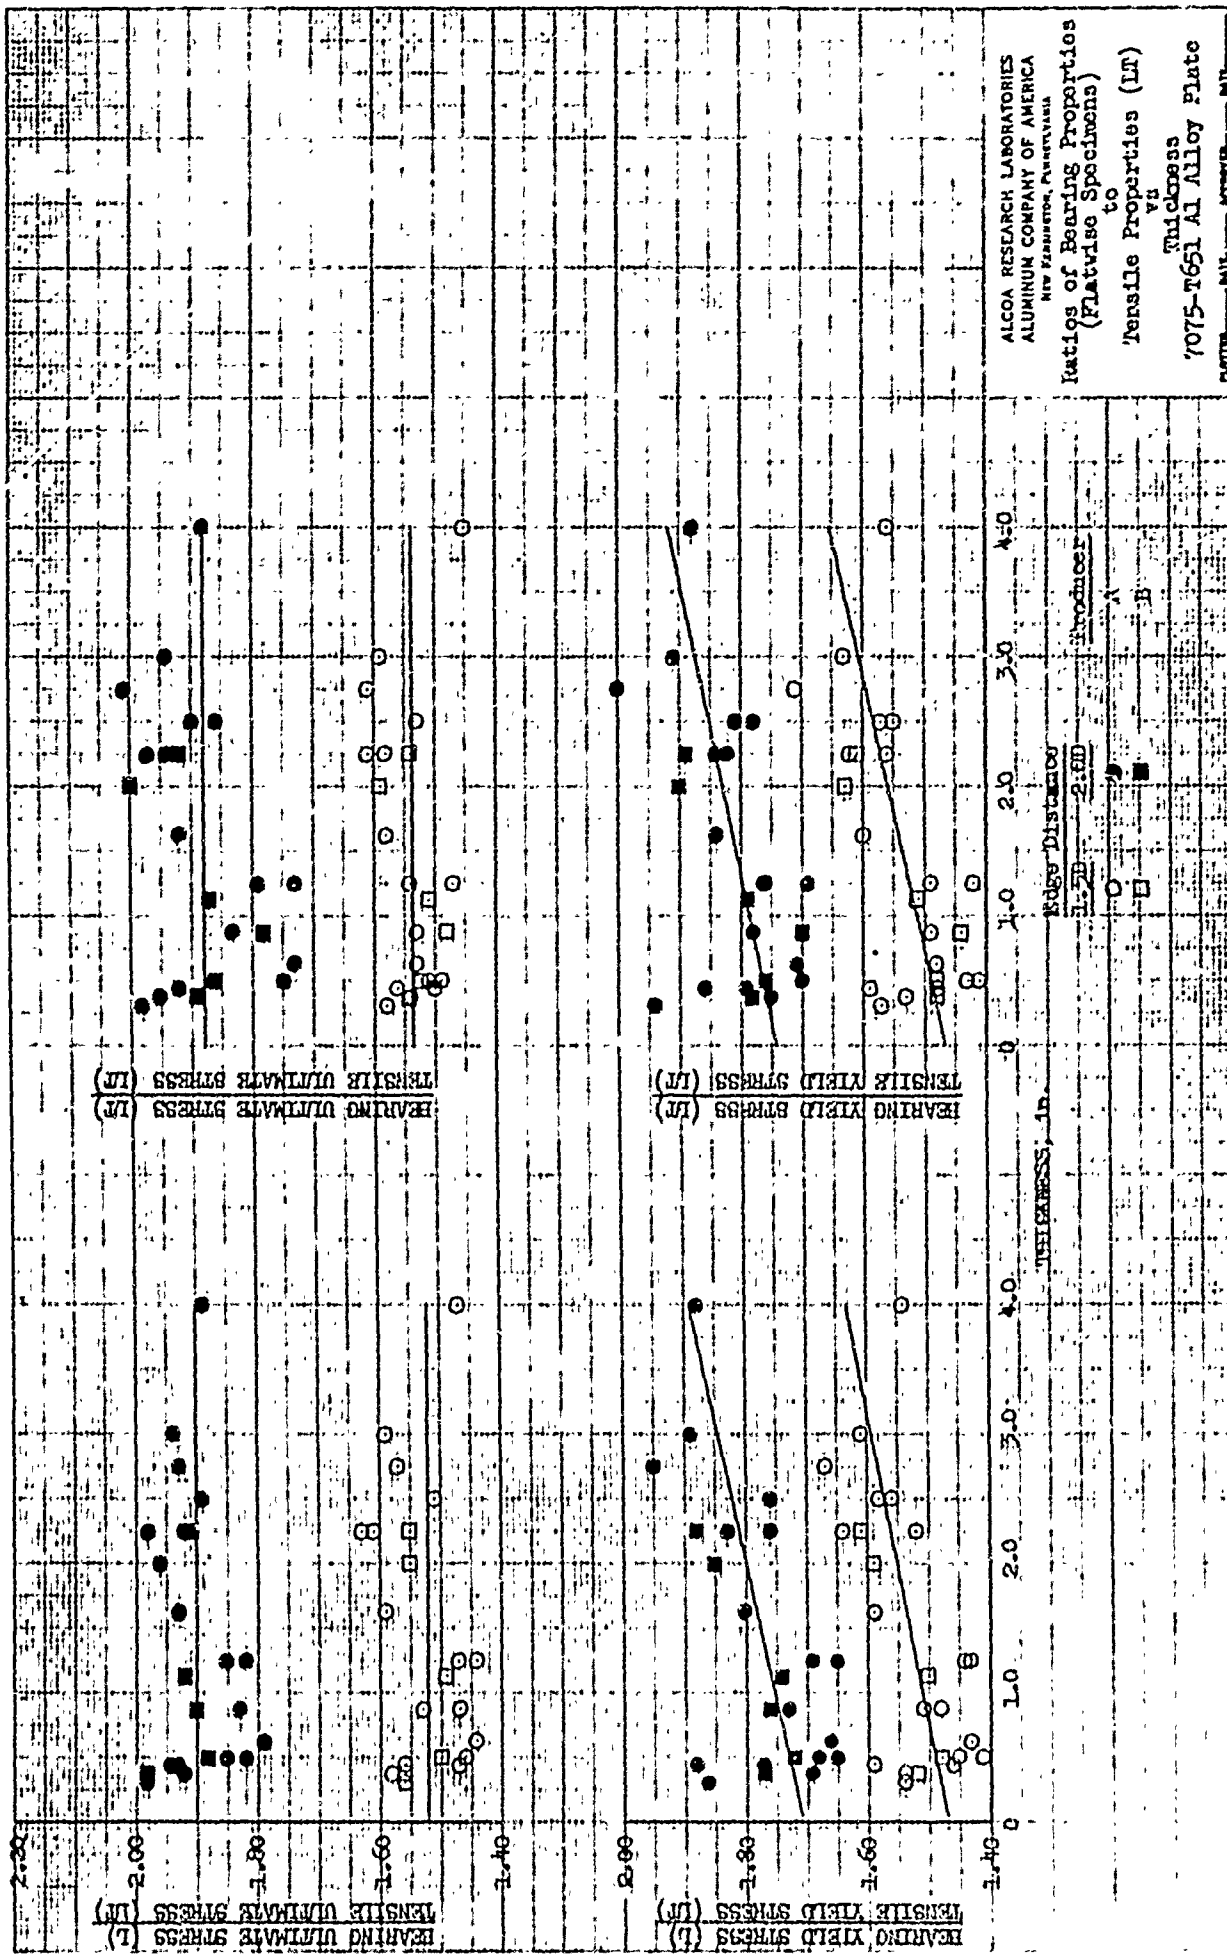 BEARING ULTIMATE STRESS (L)
TENSILE ULTIMATE STRESS (LT)
2.20
2.00
1.80
1.60
1.40
BEARING ULTIMATE STRESS (LT)
TENSILE ULTIMATE STRESS (LT)
BEARING YIELD STRESS (L)
TENSILE YIELD STRESS (LT)
2.00
1.80
1.60
1.40
BEARING YIELD STRESS (LT)
TENSILE YIELD STRESS (LT)
0 1.0 2.0 3.0 4.0
0 1.0 2.0 3.0 4.0
THICKNESS, in.
Edge Distance
1.5D 2.0D Producer
A
B
ALCOA RESEARCH LABORATORIES
ALUMINUM COMPANY OF AMERICA
NEW KENSINGTON, PENNSYLVANIA
Ratios of Bearing Properties
(Flatwise Specimens)
to
Tensile Properties (LT)
vs
Thickness
7075-T651 Al Alloy Plate